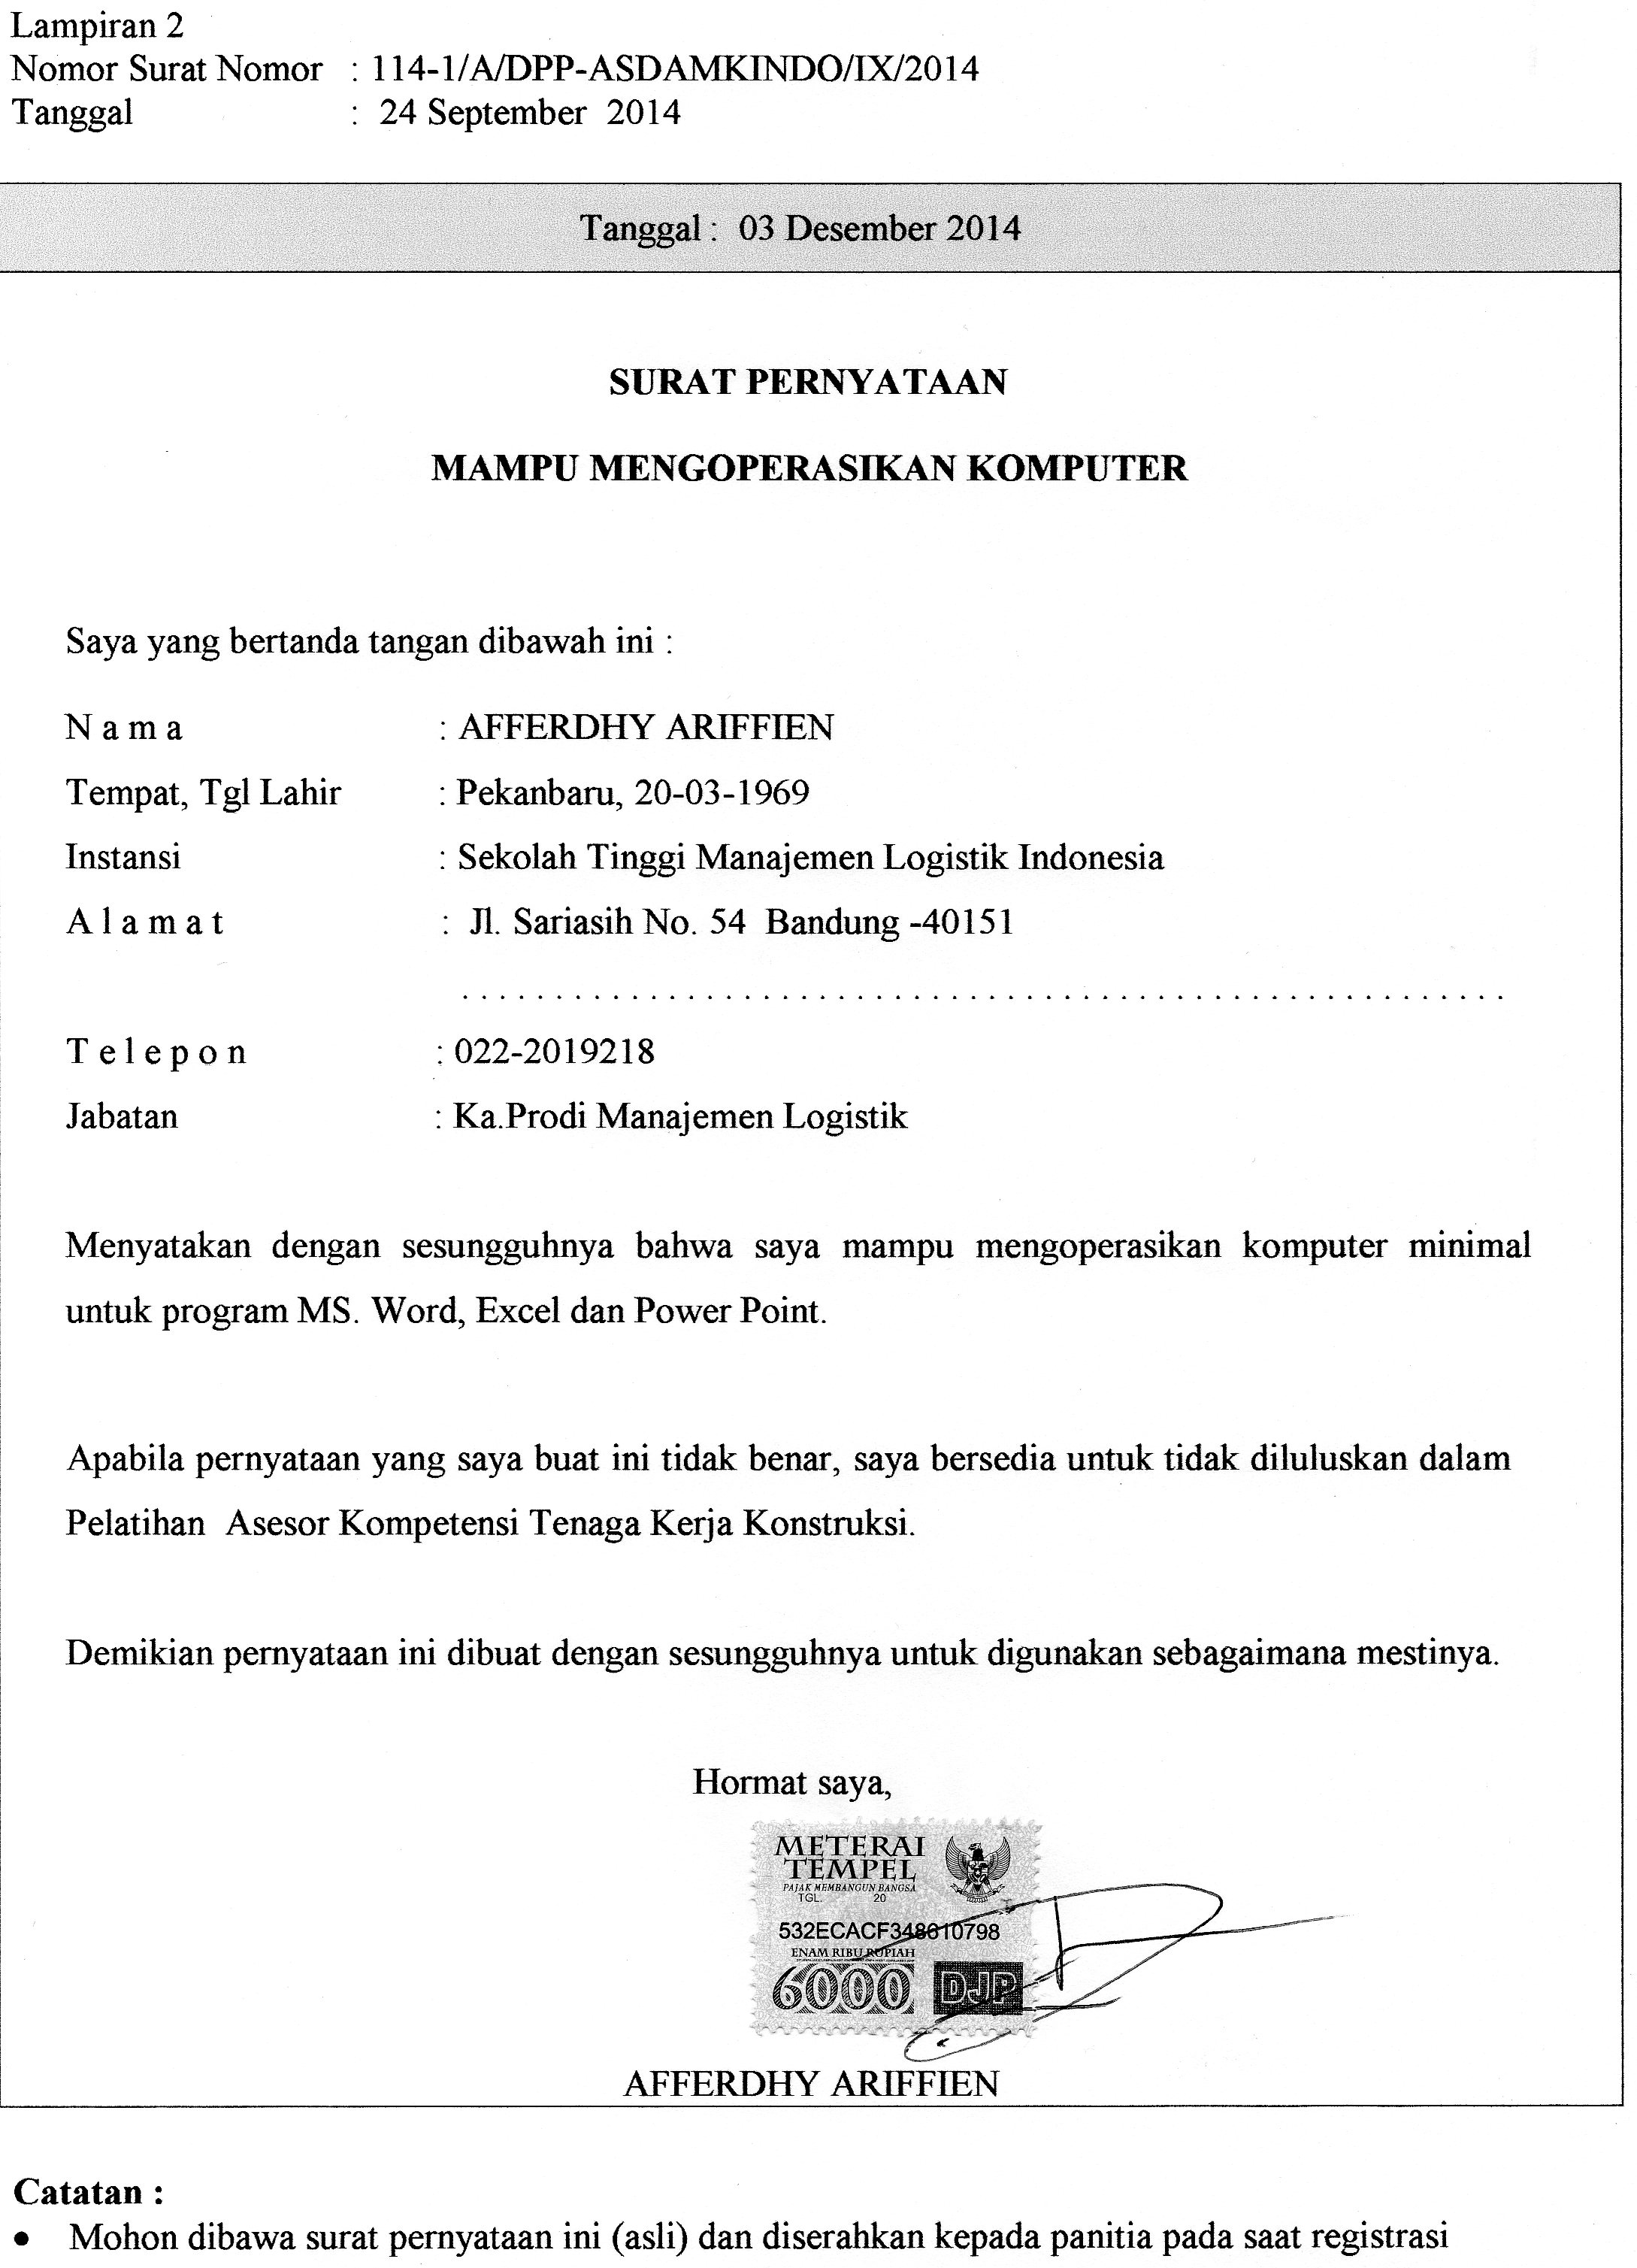 Lampiran 2
Nomor Surat Nomor : 114-1/A/DPP-ASDAMKINDO/IX/2014
Tanggal : 24 September 2014
Tanggal : 03 Desember 2014
SURAT PERNYATAAN
MAMPU MENGOPERASIKAN KOMPUTER
Saya yang bertanda tangan dibawah ini :
N a m a : AFFERDHY ARIFFIEN
Tempat, Tgl Lahir : Pekanbaru, 20-03-1969
Instansi : Sekolah Tinggi Manajemen Logistik Indonesia
A l a m a t : Jl. Sariasih No. 54 Bandung -40151
. . . . . . . . . . . . . . . . . . . . . . . . . . . . . . . . . . . . . . . . . . . . . . . . . . . . . . . . .
T e l e p o n : 022-2019218
Jabatan : Ka.Prodi Manajemen Logistik
Menyatakan dengan sesungguhnya bahwa saya mampu mengoperasikan komputer minimal
untuk program MS. Word, Excel dan Power Point.
Apabila pernyataan yang saya buat ini tidak benar, saya bersedia untuk tidak diluluskan dalam
Pelatihan Asesor Kompetensi Tenaga Kerja Konstruksi.
Demikian pernyataan ini dibuat dengan sesungguhnya untuk digunakan sebagaimana mestinya.
Hormat saya,
METERAI
TEMPEL
PAJAK MEMBANGUN BANGSA
TGL. 20
532ECACF348610798
ENAM RIBU RUPIAH
6000 DJP
AFFERDHY ARIFFIEN
Catatan :
• Mohon dibawa surat pernyataan ini (asli) dan diserahkan kepada panitia pada saat registrasi